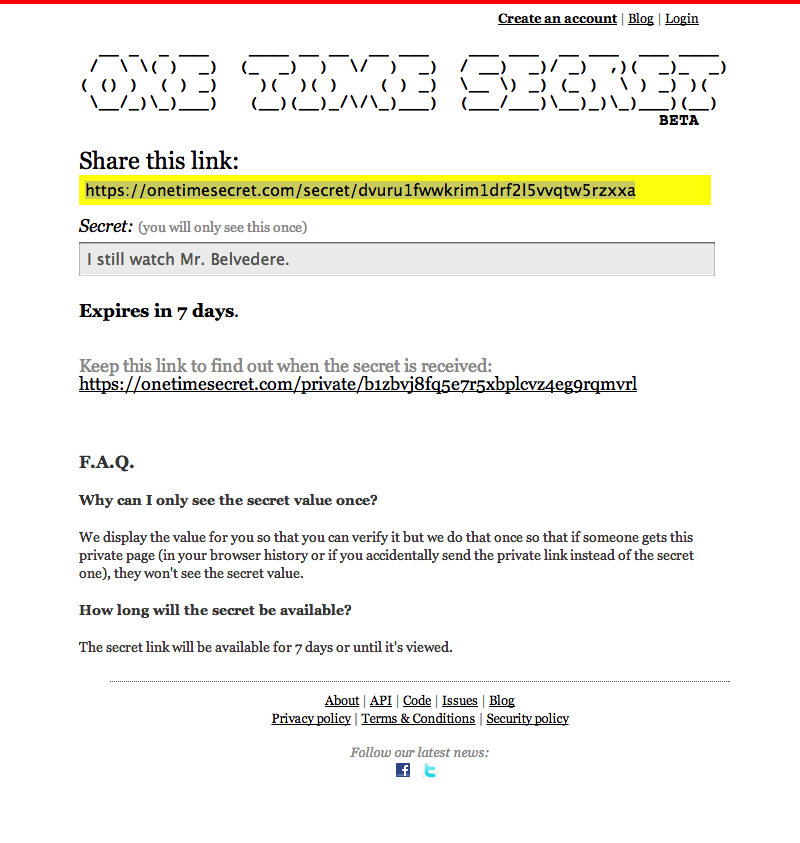 Create an account | Blog | Login
ONE TIME SECRET
BETA
Share this link:
https://onetimesecret.com/secret/dvuru1fwwkrim1drf2l5vvqtw5rzxxa
Secret: (you will only see this once)
I still watch Mr. Belvedere.
Expires in 7 days.
Keep this link to find out when the secret is received:
https://onetimesecret.com/private/b1zbvj8fq5e7r5xbplcvz4eg9rqmvrl
F.A.Q.
Why can I only see the secret value once?
We display the value for you so that you can verify it but we do that once so that if someone gets this
private page (in your browser history or if you accidentally send the private link instead of the secret
one), they won't see the secret value.
How long will the secret be available?
The secret link will be available for 7 days or until it's viewed.
About | API | Code | Issues | Blog
Privacy policy | Terms & Conditions | Security policy
Follow our latest news: